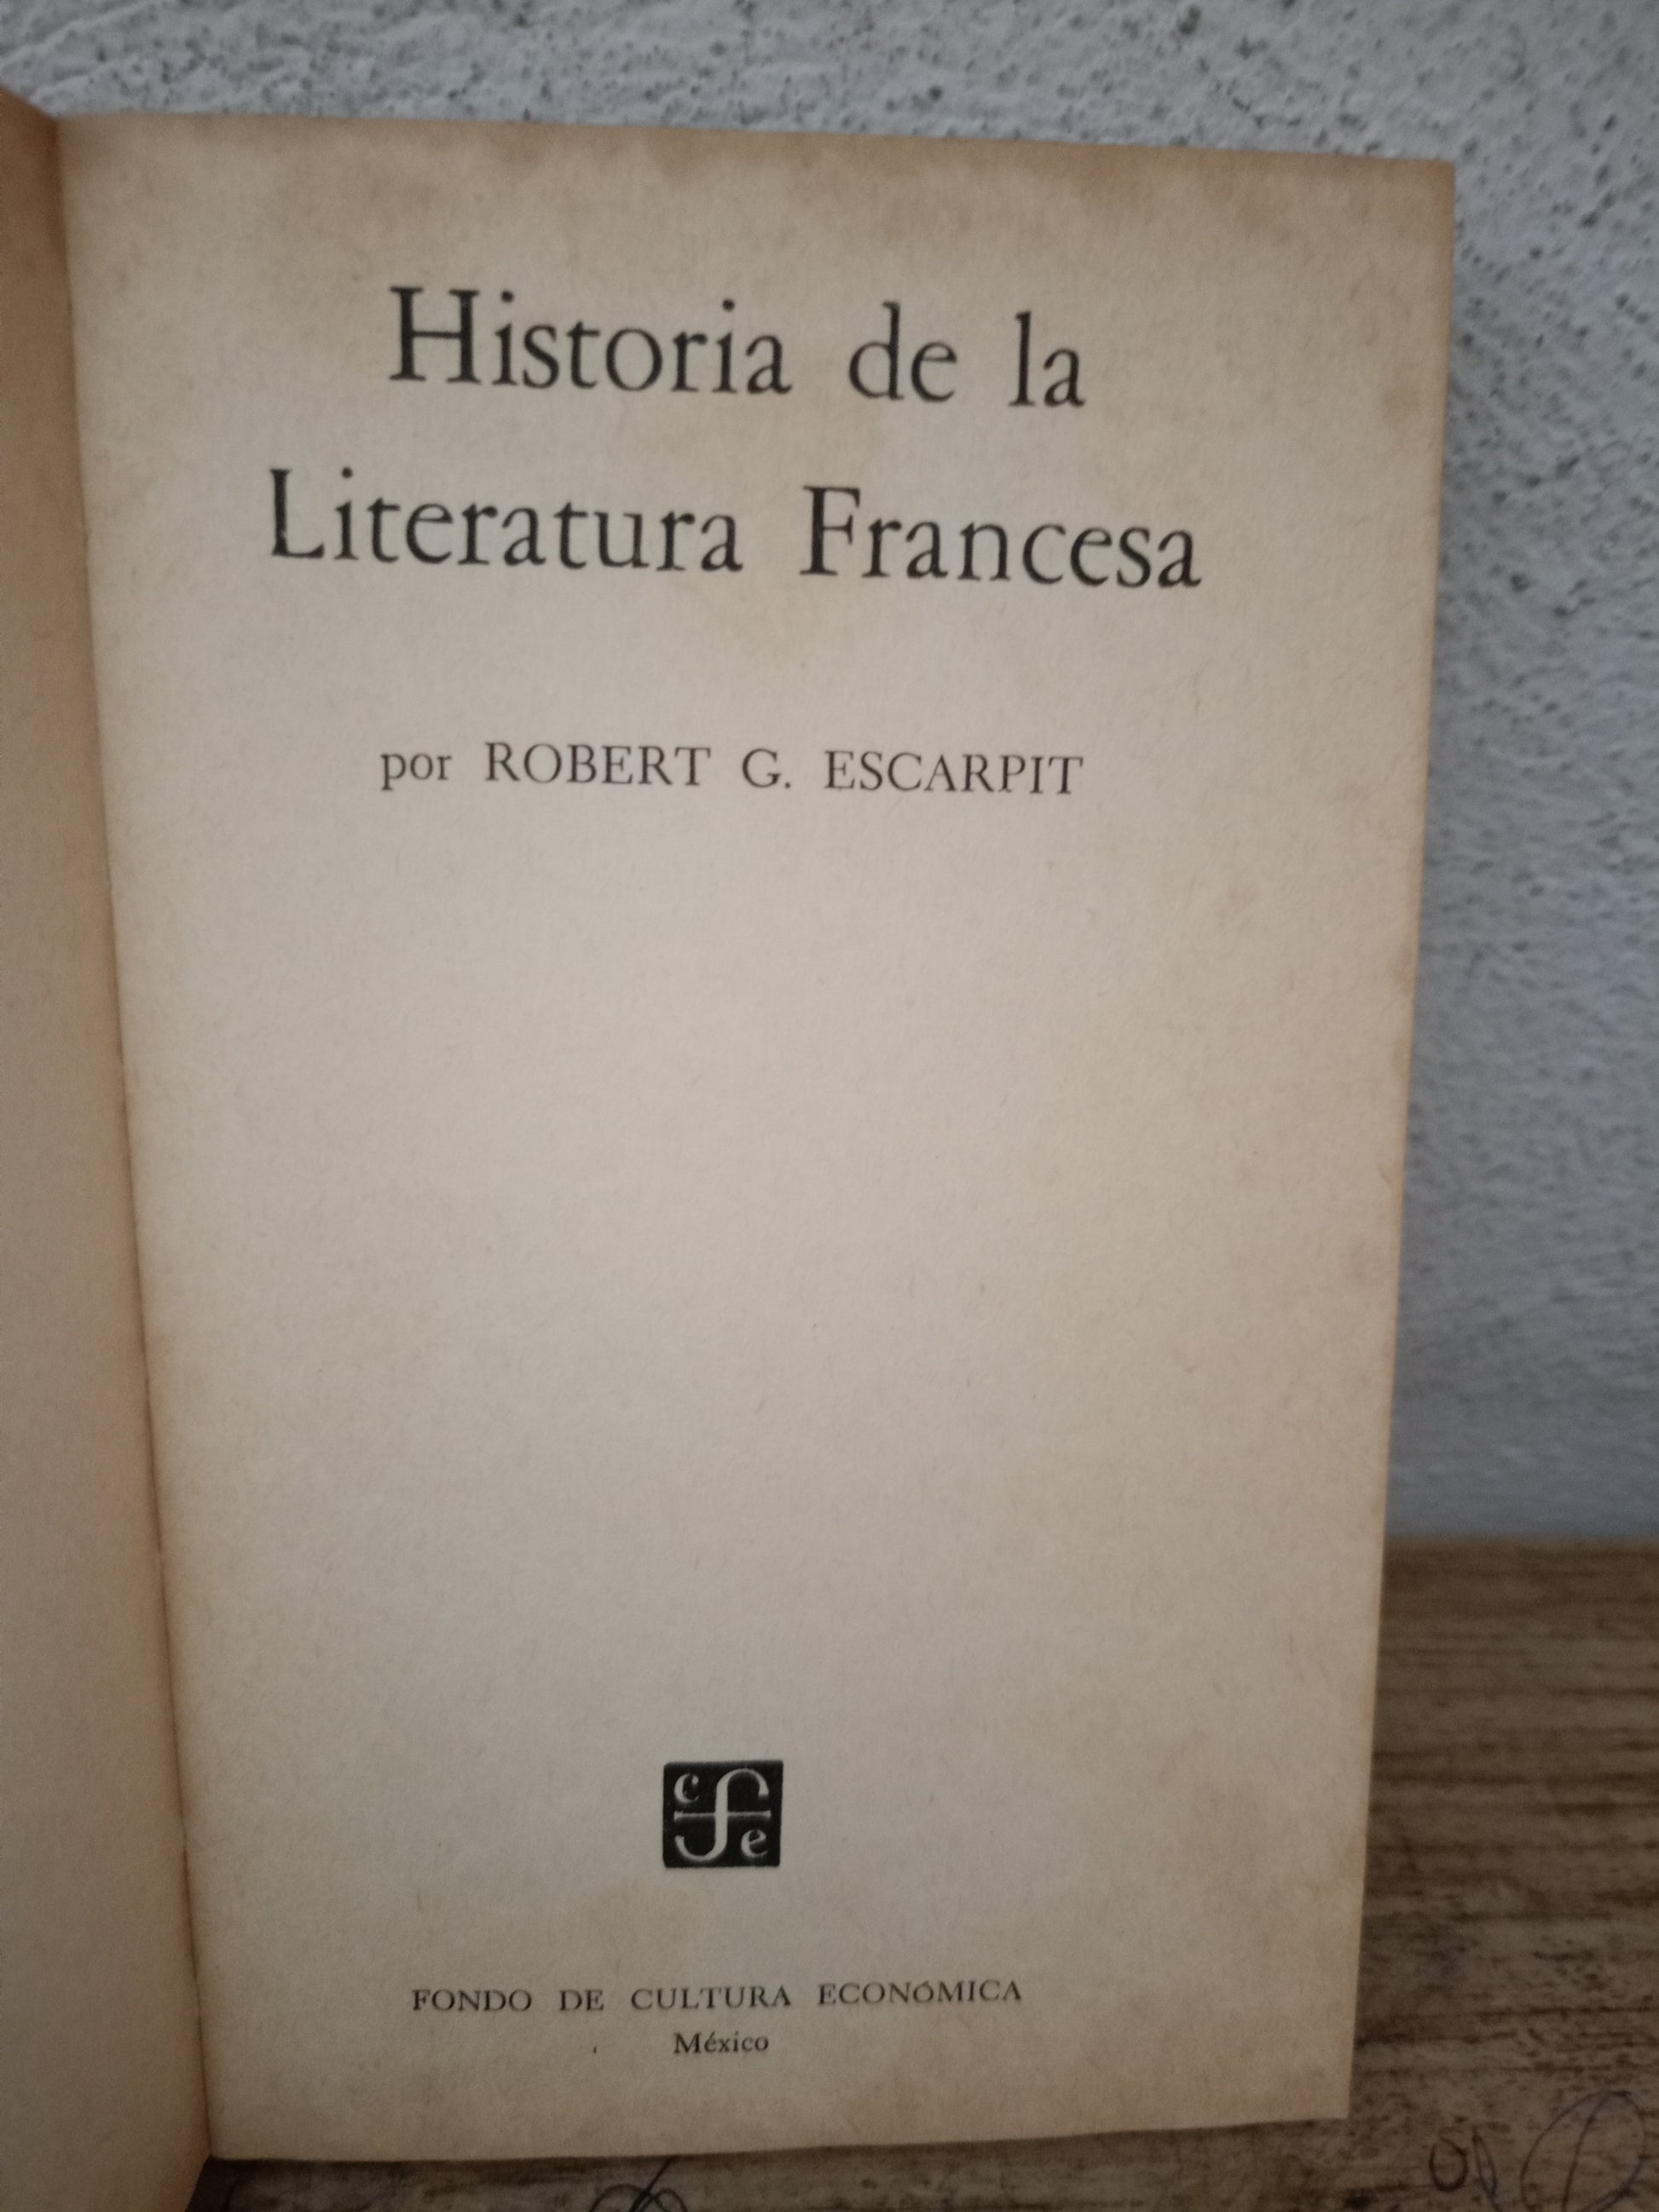 Historia de la
Literatura Francesa
por ROBERT G. ESCARPIT
c f e
FONDO DE CULTURA ECONÓMICA
México